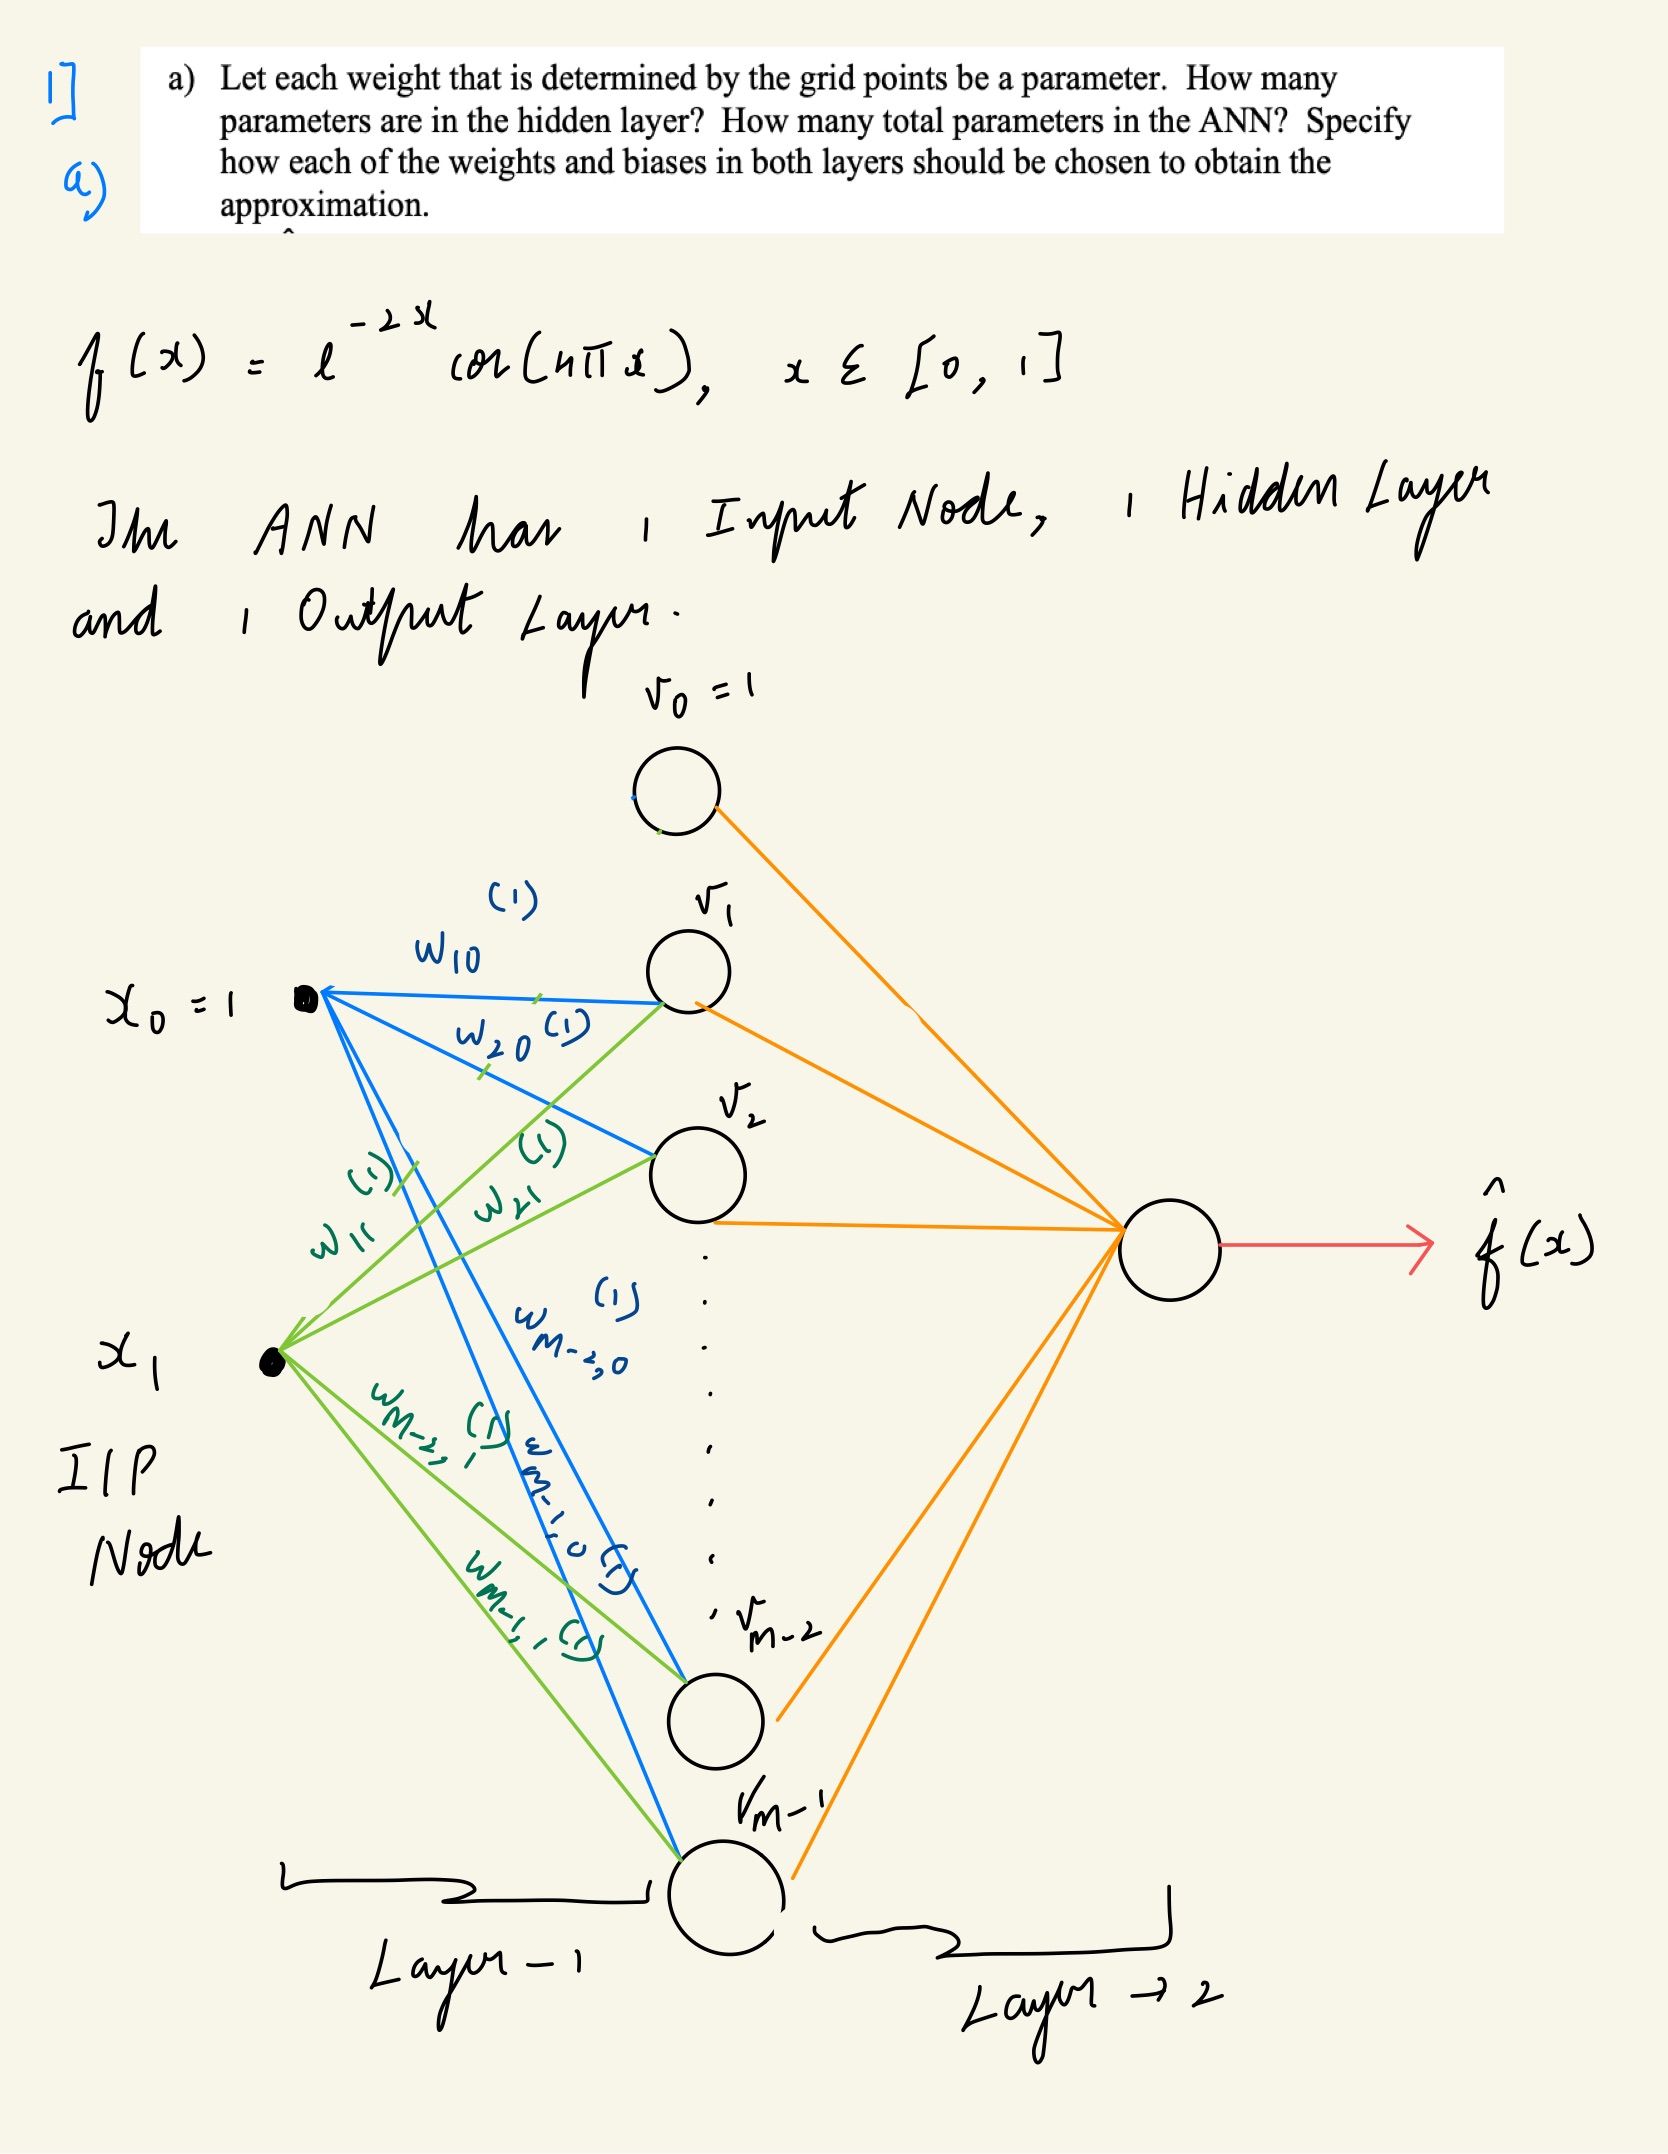 1]
a)
a) Let each weight that is determined by the grid points be a parameter. How many
parameters are in the hidden layer? How many total parameters in the ANN? Specify
how each of the weights and biases in both layers should be chosen to obtain the
approximation.
f(x) = e^{-2x} cos(4πx), x ε [0, 1]
The ANN has 1 Input Node, 1 Hidden Layer
and 1 Output Layer.
v_0 = 1
v_1
w_{10}^{(1)}
x_0 = 1
w_{20}^{(1)}
v_2
w_{11}^{(1)}
w_{21}^{(1)}
f̂(x)
w_{M-2,0}^{(1)}
x_1
w_{M-2,1}^{(1)}
w_{M-1,0}^{(1)}
I/P
Node
w_{M-1,1}^{(1)}
v_{M-2}
v_{M-1}
Layer - 1
Layer → 2